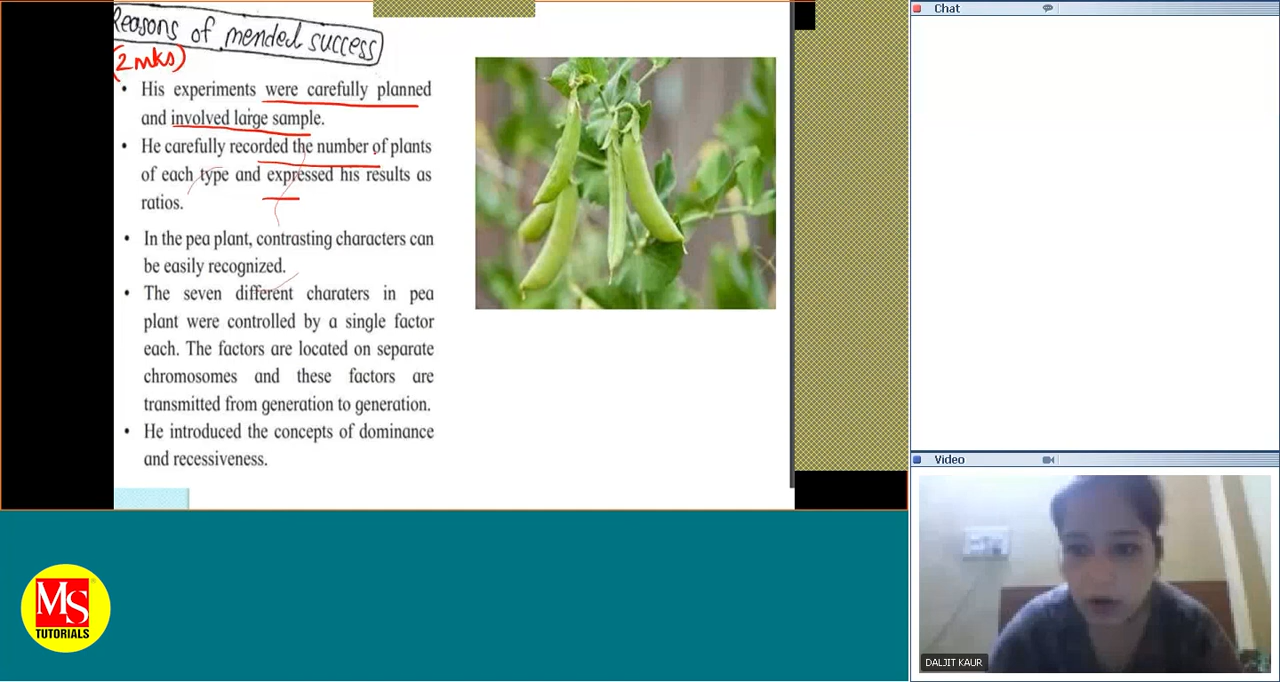 Reasons of mended success
(2 mks)
• His experiments were carefully planned
and involved large sample.
• He carefully recorded the number of plants
of each type and expressed his results as
ratios.
• In the pea plant, contrasting characters can
be easily recognized.
• The seven different charaters in pea
plant were controlled by a single factor
each. The factors are located on separate
chromosomes and these factors are
transmitted from generation to generation.
• He introduced the concepts of dominance
and recessiveness.
Chat
Video
MS
TUTORIALS
DALJIT KAUR